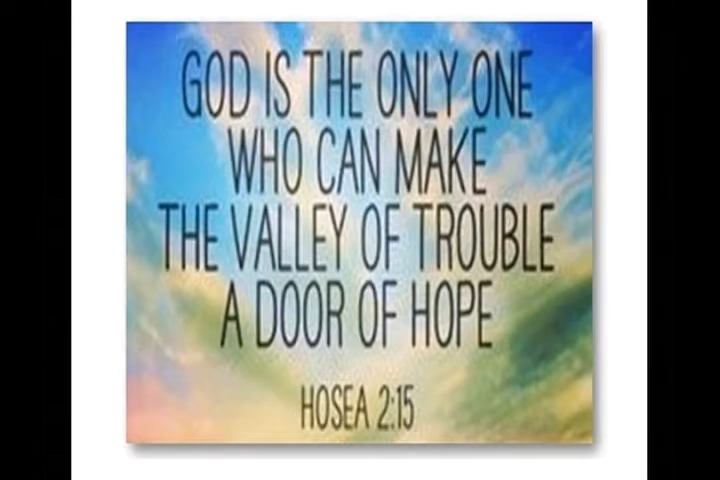 GOD IS THE ONLY ONE
WHO CAN MAKE
THE VALLEY OF TROUBLE
A DOOR OF HOPE
HOSEA 2:15